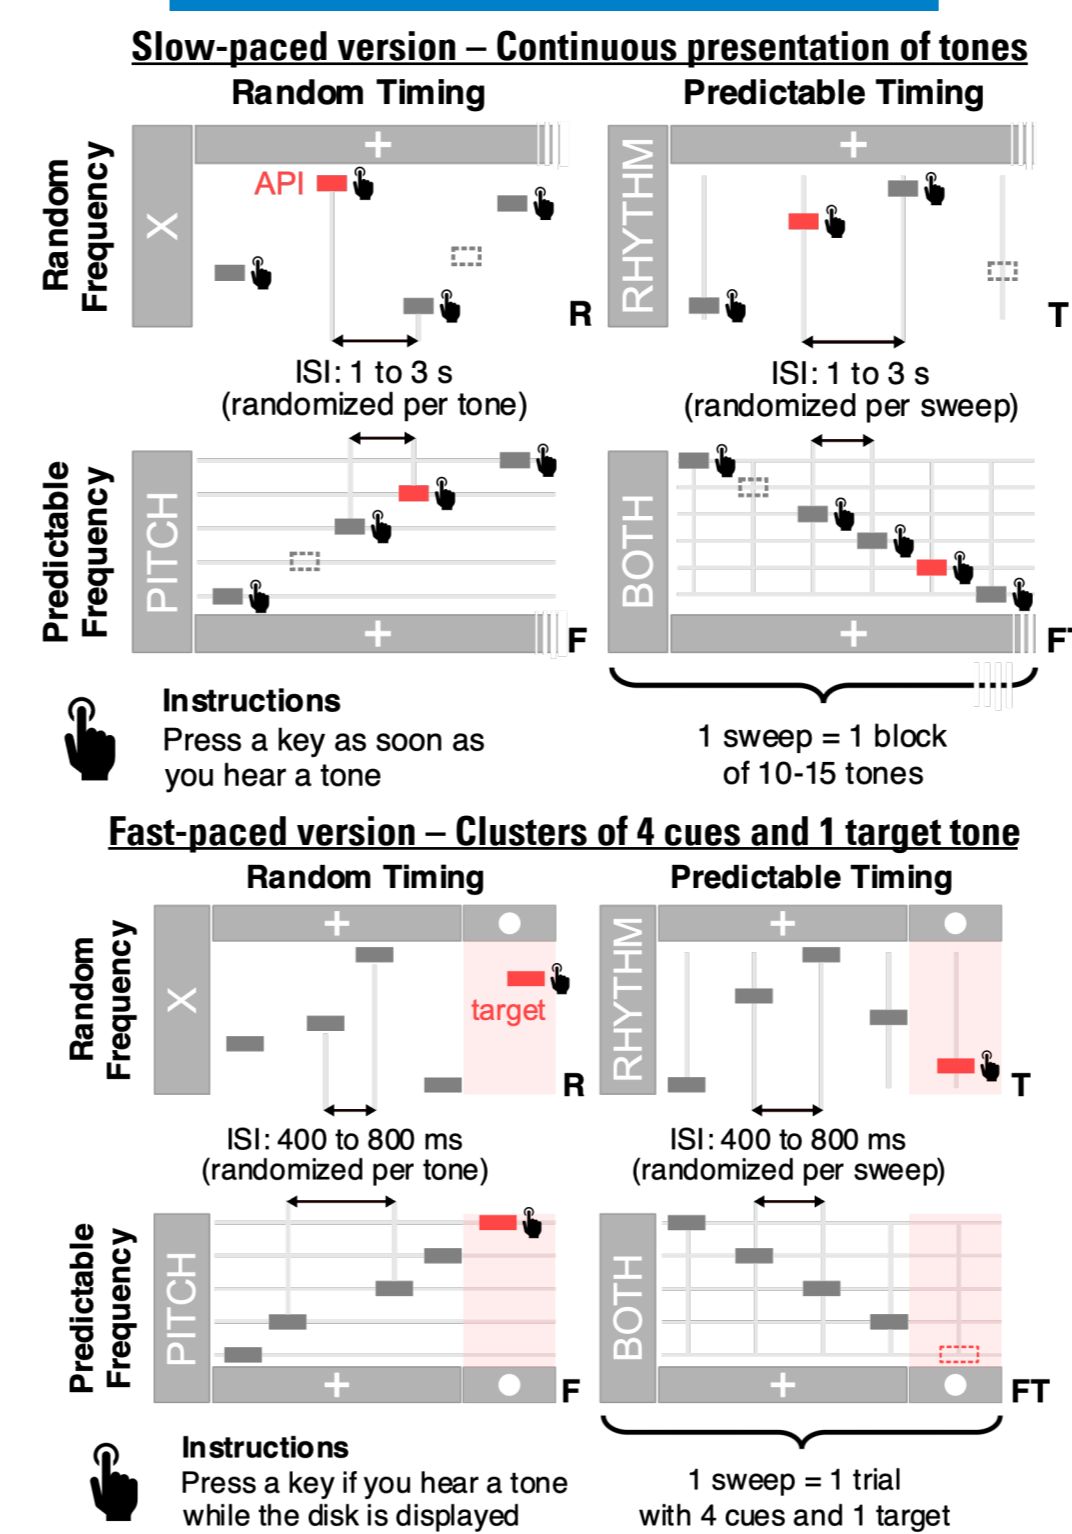 Slow-paced version – Continuous presentation of tones
Random Timing
Predictable Timing
Random
Frequency
X
+
API
R
RHYTHM
+
T
ISI: 1 to 3 s
(randomized per tone)
ISI: 1 to 3 s
(randomized per sweep)
Predictable
Frequency
PITCH
+
F
BOTH
+
FT
Instructions
Press a key as soon as
you hear a tone
1 sweep = 1 block
of 10-15 tones
Fast-paced version – Clusters of 4 cues and 1 target tone
Random Timing
Predictable Timing
Random
Frequency
X
+
target
R
RHYTHM
+
T
ISI: 400 to 800 ms
(randomized per tone)
ISI: 400 to 800 ms
(randomized per sweep)
Predictable
Frequency
PITCH
+
F
BOTH
+
FT
Instructions
Press a key if you hear a tone
while the disk is displayed
1 sweep = 1 trial
with 4 cues and 1 target